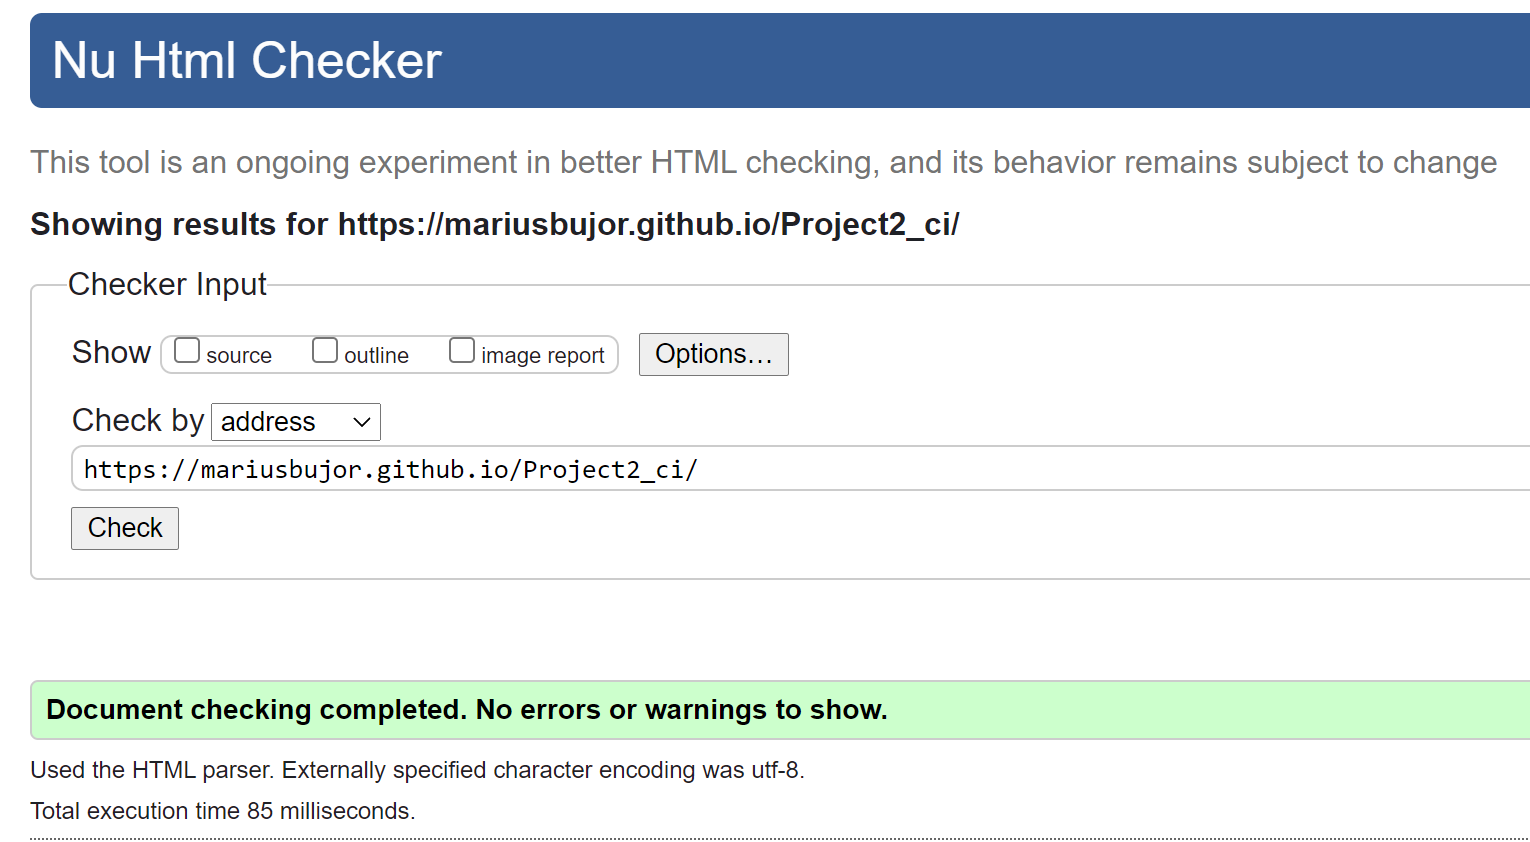 Nu Html Checker
This tool is an ongoing experiment in better HTML checking, and its behavior remains subject to change
Showing results for https://mariusbujor.github.io/Project2_ci/
Checker Input
Show source outline image report Options…
Check by address
https://mariusbujor.github.io/Project2_ci/
Check
Document checking completed. No errors or warnings to show.
Used the HTML parser. Externally specified character encoding was utf-8.
Total execution time 85 milliseconds.